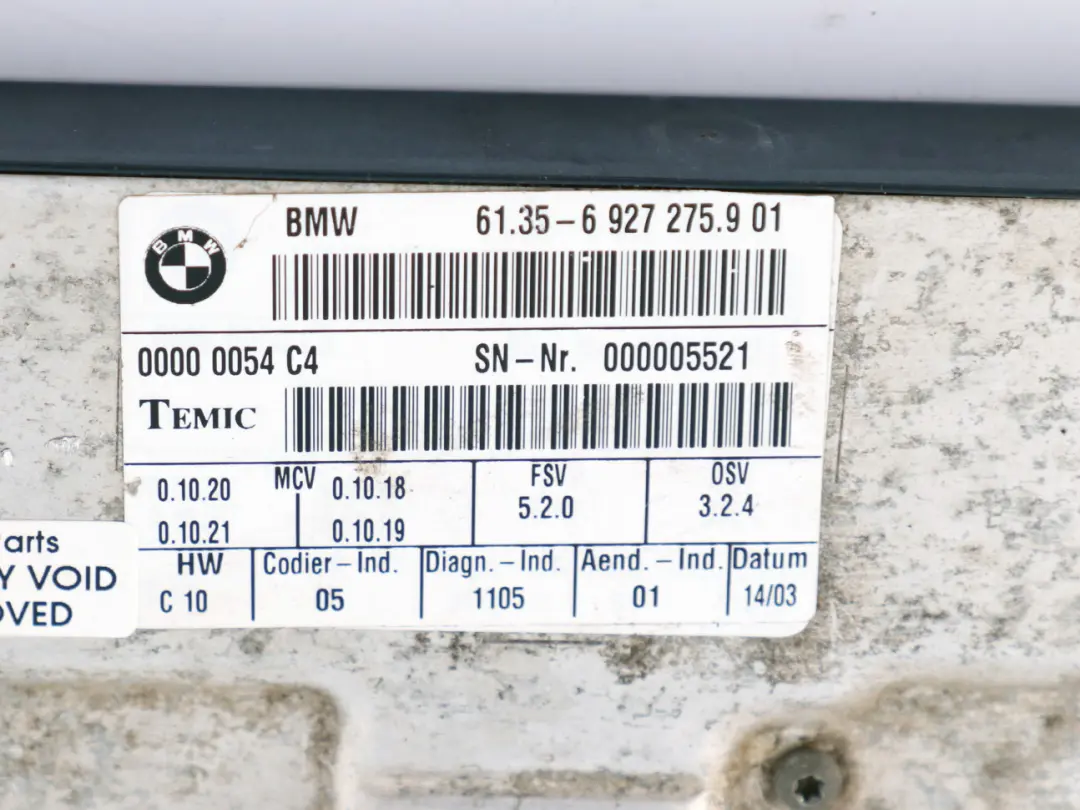 BMW 61.35-6 927 275.9 01
BMW
0000 0054 C4 SN-Nr. 000005521
TEMIC
MCV FSV OSV
0.10.20 0.10.18 5.2.0 3.2.4
0.10.21 0.10.19
HW Codier-Ind. Diagn.-Ind. Aend.-Ind. Datum
C 10 05 1105 01 14/03
arts
Y VOID
OVED